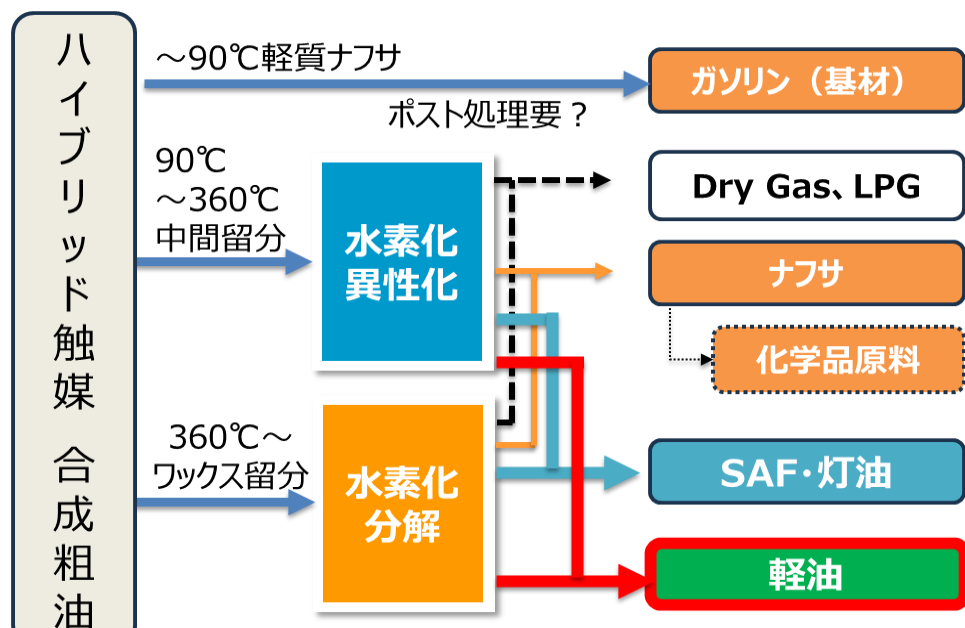 ハイブリッド触媒 合成粗油
～90℃軽質ナフサ
ガソリン（基材）
ポスト処理要？
90℃
～360℃
中間留分
水素化
異性化
Dry Gas、LPG
ナフサ
化学品原料
360℃～
ワックス留分
水素化
分解
SAF・灯油
軽油